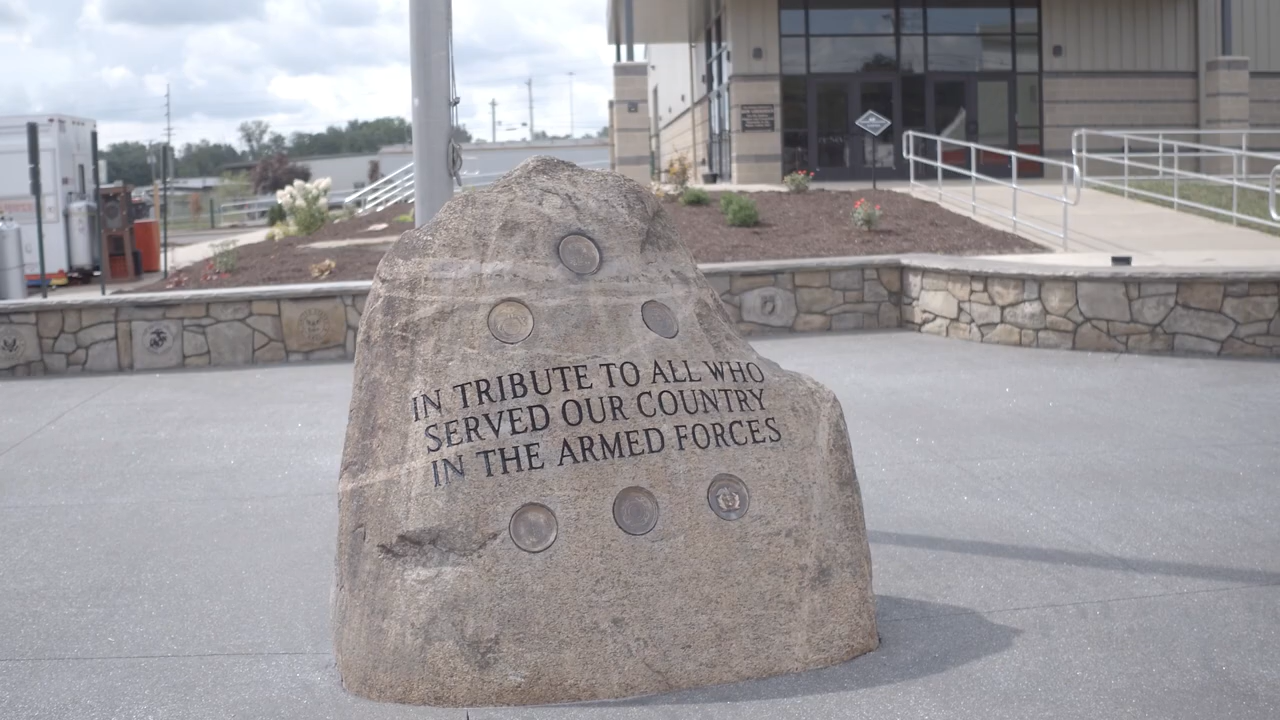 IN TRIBUTE TO ALL WHO
SERVED OUR COUNTRY
IN THE ARMED FORCES